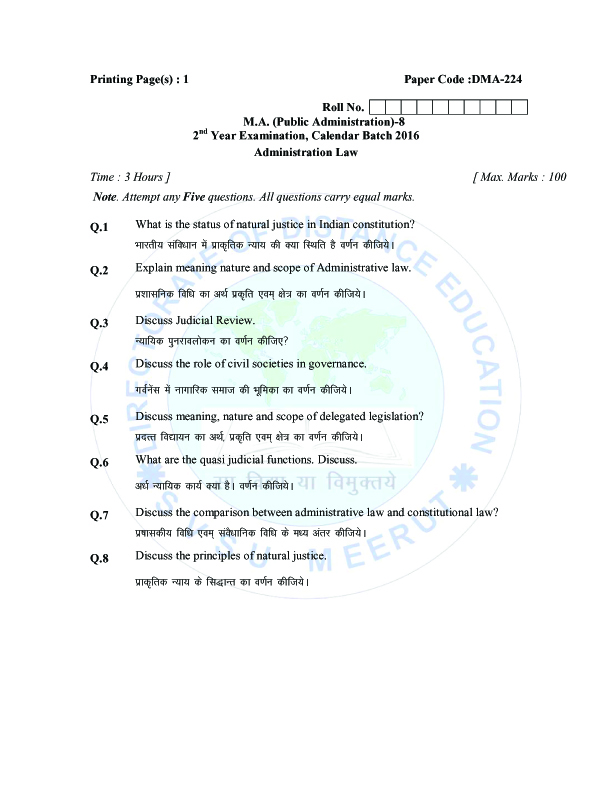 Printing Page(s) : 1 Paper Code :DMA-224
Roll No.
M.A. (Public Administration)-8
2nd Year Examination, Calendar Batch 2016
Administration Law
Time : 3 Hours ] [ Max. Marks : 100
Note. Attempt any Five questions. All questions carry equal marks.
Q.1 What is the status of natural justice in Indian constitution?
भारतीय संविधान में प्राकृतिक न्याय की क्या स्थिति है वर्णन कीजिये।
Q.2 Explain meaning nature and scope of Administrative law.
प्रशासनिक विधि का अर्थ प्रकृति एवम् क्षेत्र का वर्णन कीजिये।
Q.3 Discuss Judicial Review.
न्यायिक पुनरावलोकन का वर्णन कीजिए?
Q.4 Discuss the role of civil societies in governance.
गर्वनेंस में नागारिक समाज की भूमिका का वर्णन कीजिये।
Q.5 Discuss meaning, nature and scope of delegated legislation?
प्रदत्त विद्यायन का अर्थ, प्रकृति एवम् क्षेत्र का वर्णन कीजिये।
Q.6 What are the quasi judicial functions. Discuss.
अर्ध न्यायिक कार्य क्या है। वर्णन कीजिये।
Q.7 Discuss the comparison between administrative law and constitutional law?
प्रषासकीय विधि एवम् संवैधानिक विधि के मध्य अंतर कीजिये।
Q.8 Discuss the principles of natural justice.
प्राकृतिक न्याय के सिद्धान्त का वर्णन कीजिये।
DIRECTORATE OF DISTANCE EDUCATION
सा विद्या या विमुक्तये
S V S U MEERUT